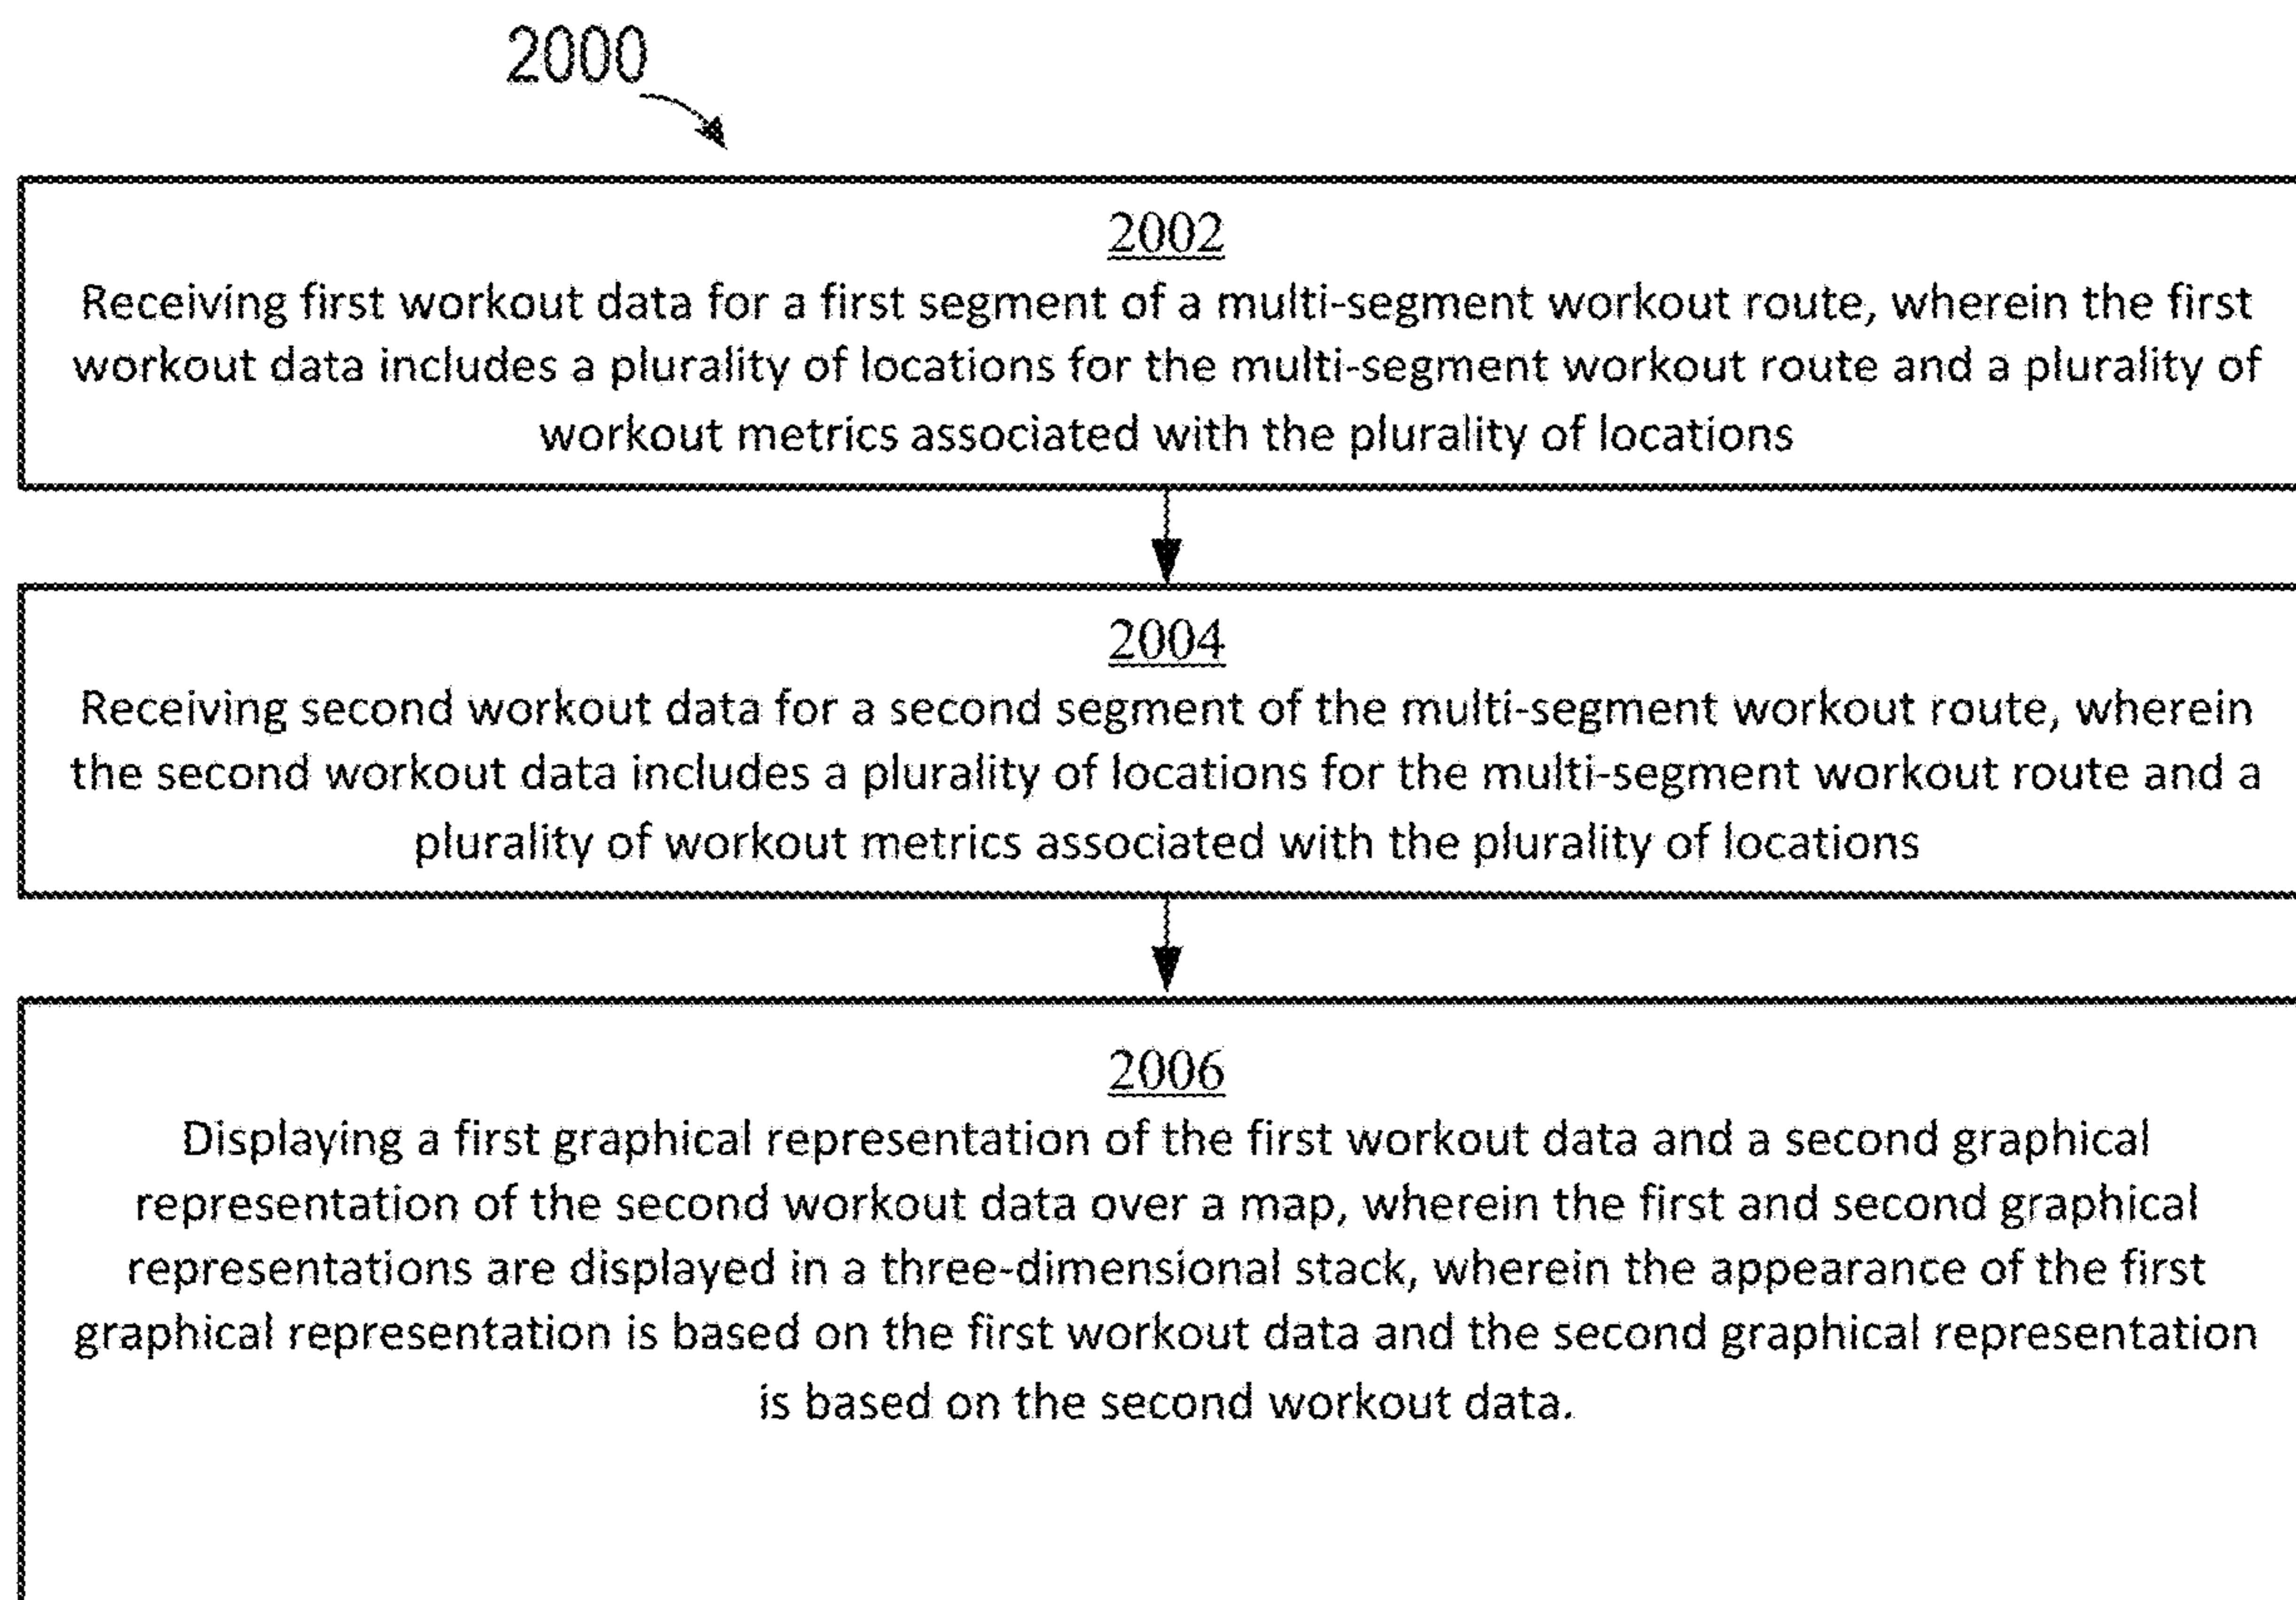 2000
2002
Receiving first workout data for a first segment of a multi-segment workout route, wherein the first
workout data includes a plurality of locations for the multi-segment workout route and a plurality of
workout metrics associated with the plurality of locations
2004
Receiving second workout data for a second segment of the multi-segment workout route, wherein
the second workout data includes a plurality of locations for the multi-segment workout route and a
plurality of workout metrics associated with the plurality of locations
2006
Displaying a first graphical representation of the first workout data and a second graphical
representation of the second workout data over a map, wherein the first and second graphical
representations are displayed in a three-dimensional stack, wherein the appearance of the first
graphical representation is based on the first workout data and the second graphical representation
is based on the second workout data.